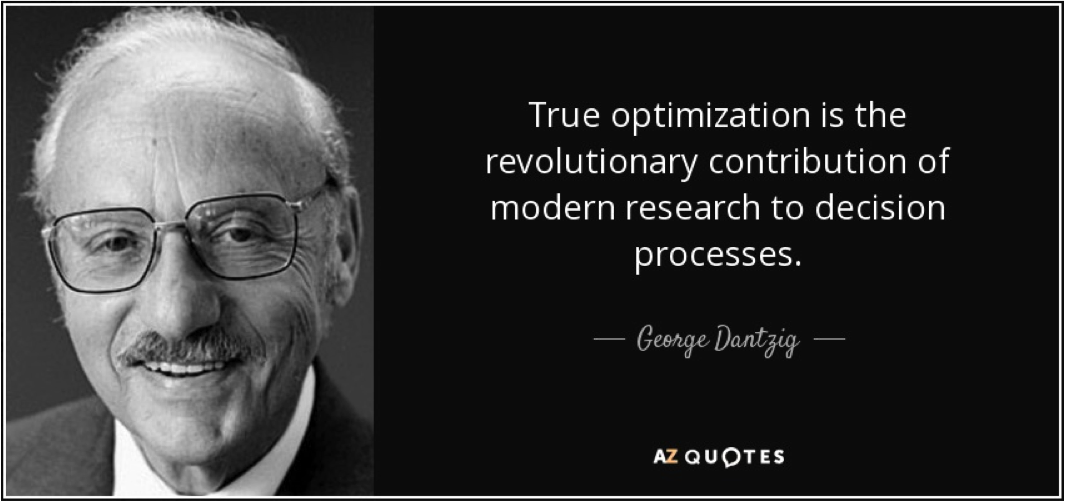 True optimization is the
revolutionary contribution of
modern research to decision
processes.
George Dantzig
AZ QUOTES